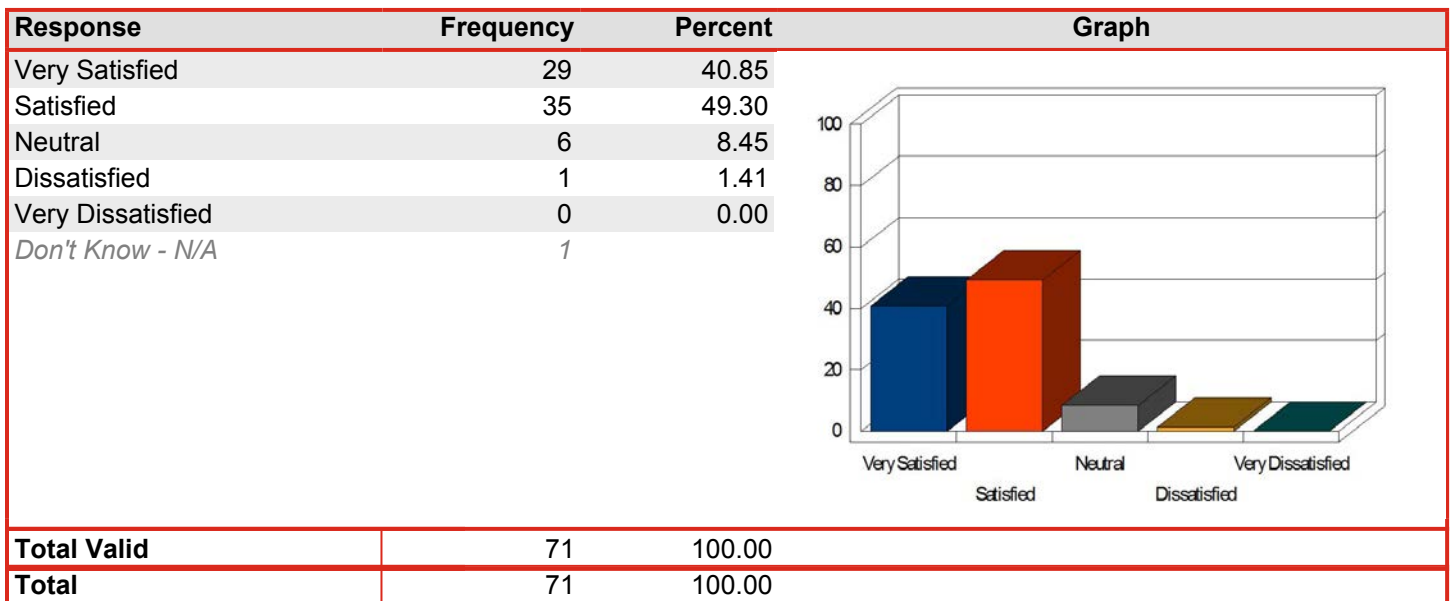 Response Frequency Percent Graph
Very Satisfied 29 40.85
Satisfied 35 49.30
Neutral 6 8.45
Dissatisfied 1 1.41
Very Dissatisfied 0 0.00
Don't Know - N/A 1
100
80
60
40
20
0
Very Satisfied Neutral Very Dissatisfied
Satisfied Dissatisfied
Total Valid 71 100.00
Total 71 100.00